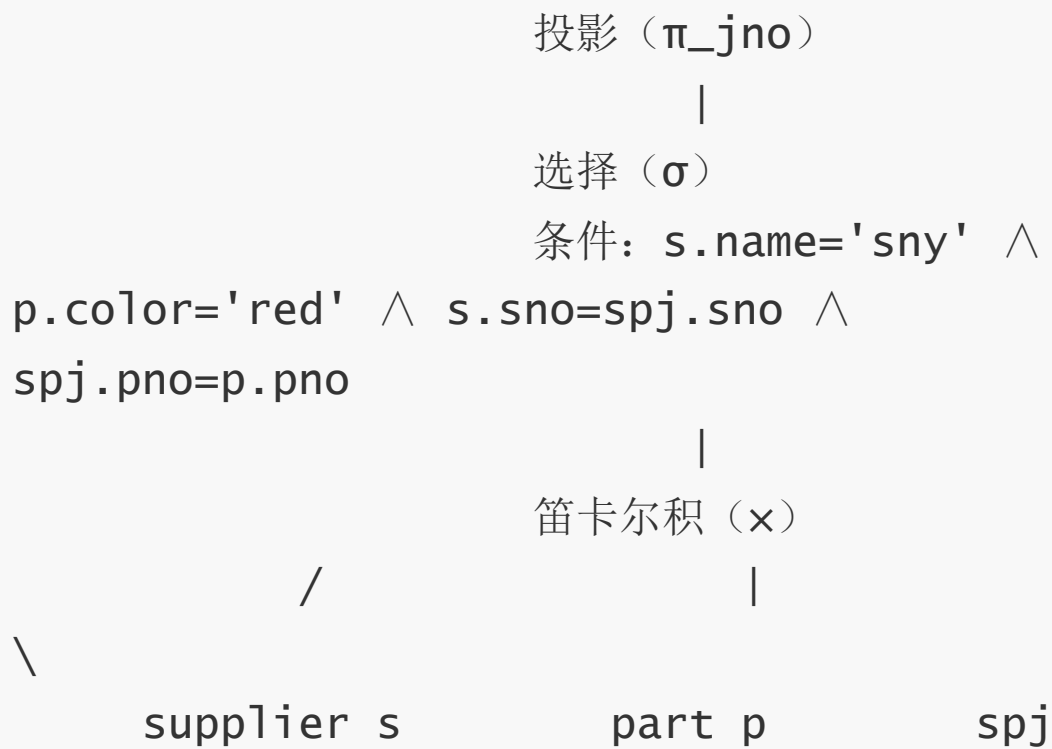 投影（π_jno）
|
选择（σ）
条件：s.name='sny' ∧
p.color='red' ∧ s.sno=spj.sno ∧
spj.pno=p.pno
|
笛卡尔积（×）
/ |
\
supplier s part p spj